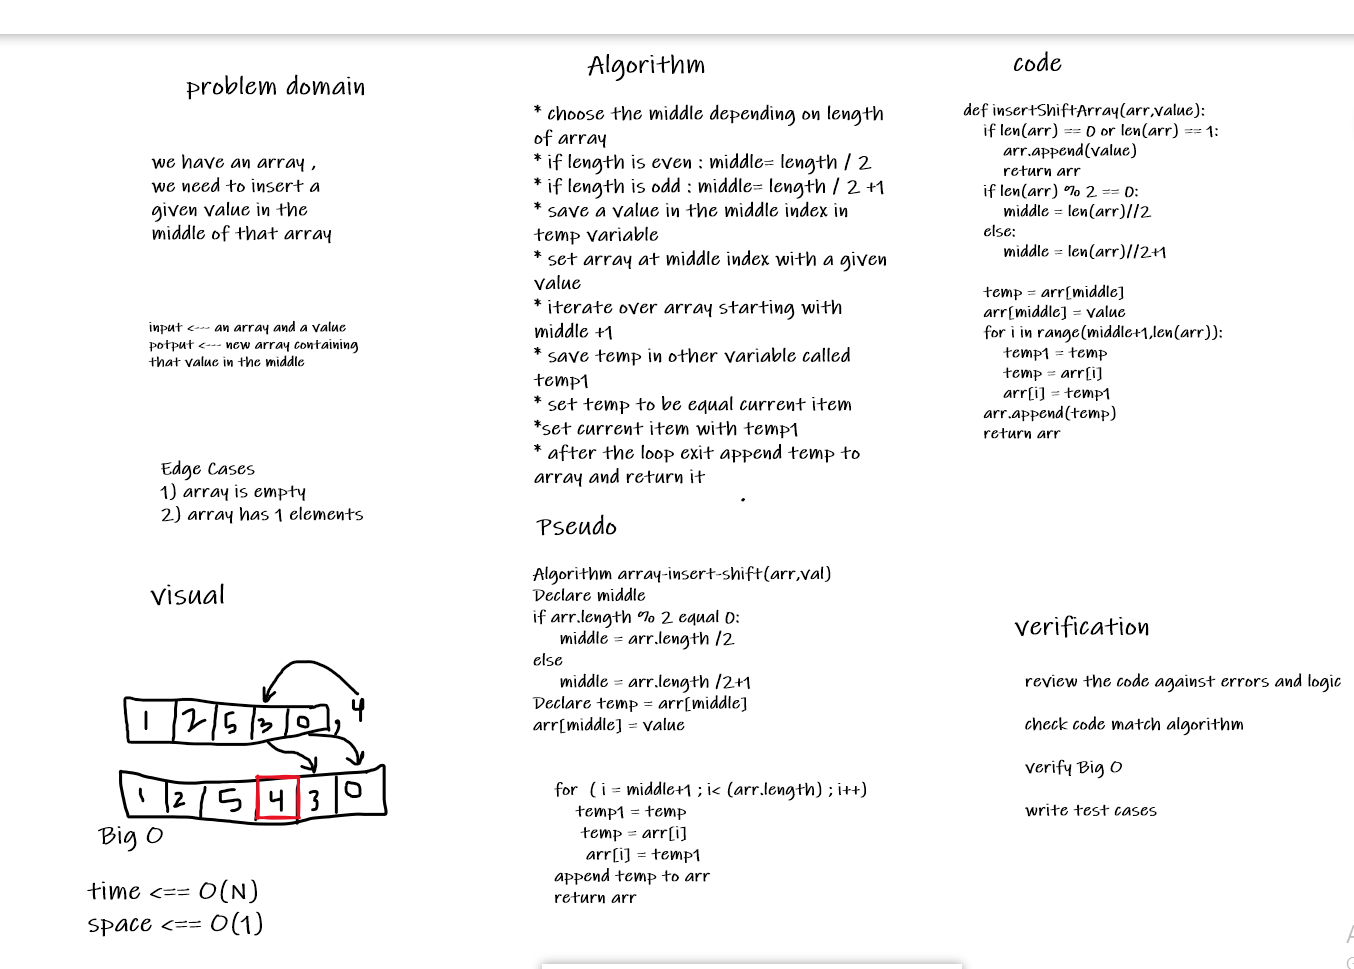 problem domain
we have an array ,
we need to insert a
given value in the
middle of that array
input <--- an array and a value
potput <--- new array containing
that value in the middle
Edge Cases
1) array is empty
2) array has 1 elements
visual
1 2 5 3 0 , 4
1 2 5 4 3 0
Big O
time <== O(N)
space <== O(1)
Algorithm
* choose the middle depending on length
of array
* if length is even : middle= length / 2
* if length is odd : middle= length / 2 +1
* save a value in the middle index in
temp variable
* set array at middle index with a given
value
* iterate over array starting with
middle +1
* save temp in other variable called
temp1
* set temp to be equal current item
*set current item with temp1
* after the loop exit append temp to
array and return it
Pseudo
Algorithm array-insert-shift(arr,val)
Declare middle
if arr.length % 2 equal 0:
middle = arr.length /2
else
middle = arr.length /2+1
Declare temp = arr[middle]
arr[middle] = value
for ( i = middle+1 ; i< (arr.length) ; i++)
temp1 = temp
temp = arr[i]
arr[i] = temp1
append temp to arr
return arr
code
def insertShiftArray(arr,value):
if len(arr) == 0 or len(arr) == 1:
arr.append(value)
return arr
if len(arr) % 2 == 0:
middle = len(arr)//2
else:
middle = len(arr)//2+1
temp = arr[middle]
arr[middle] = value
for i in range(middle+1,len(arr)):
temp1 = temp
temp = arr[i]
arr[i] = temp1
arr.append(temp)
return arr
verification
review the code against errors and logic
check code match algorithm
verify Big O
write test cases